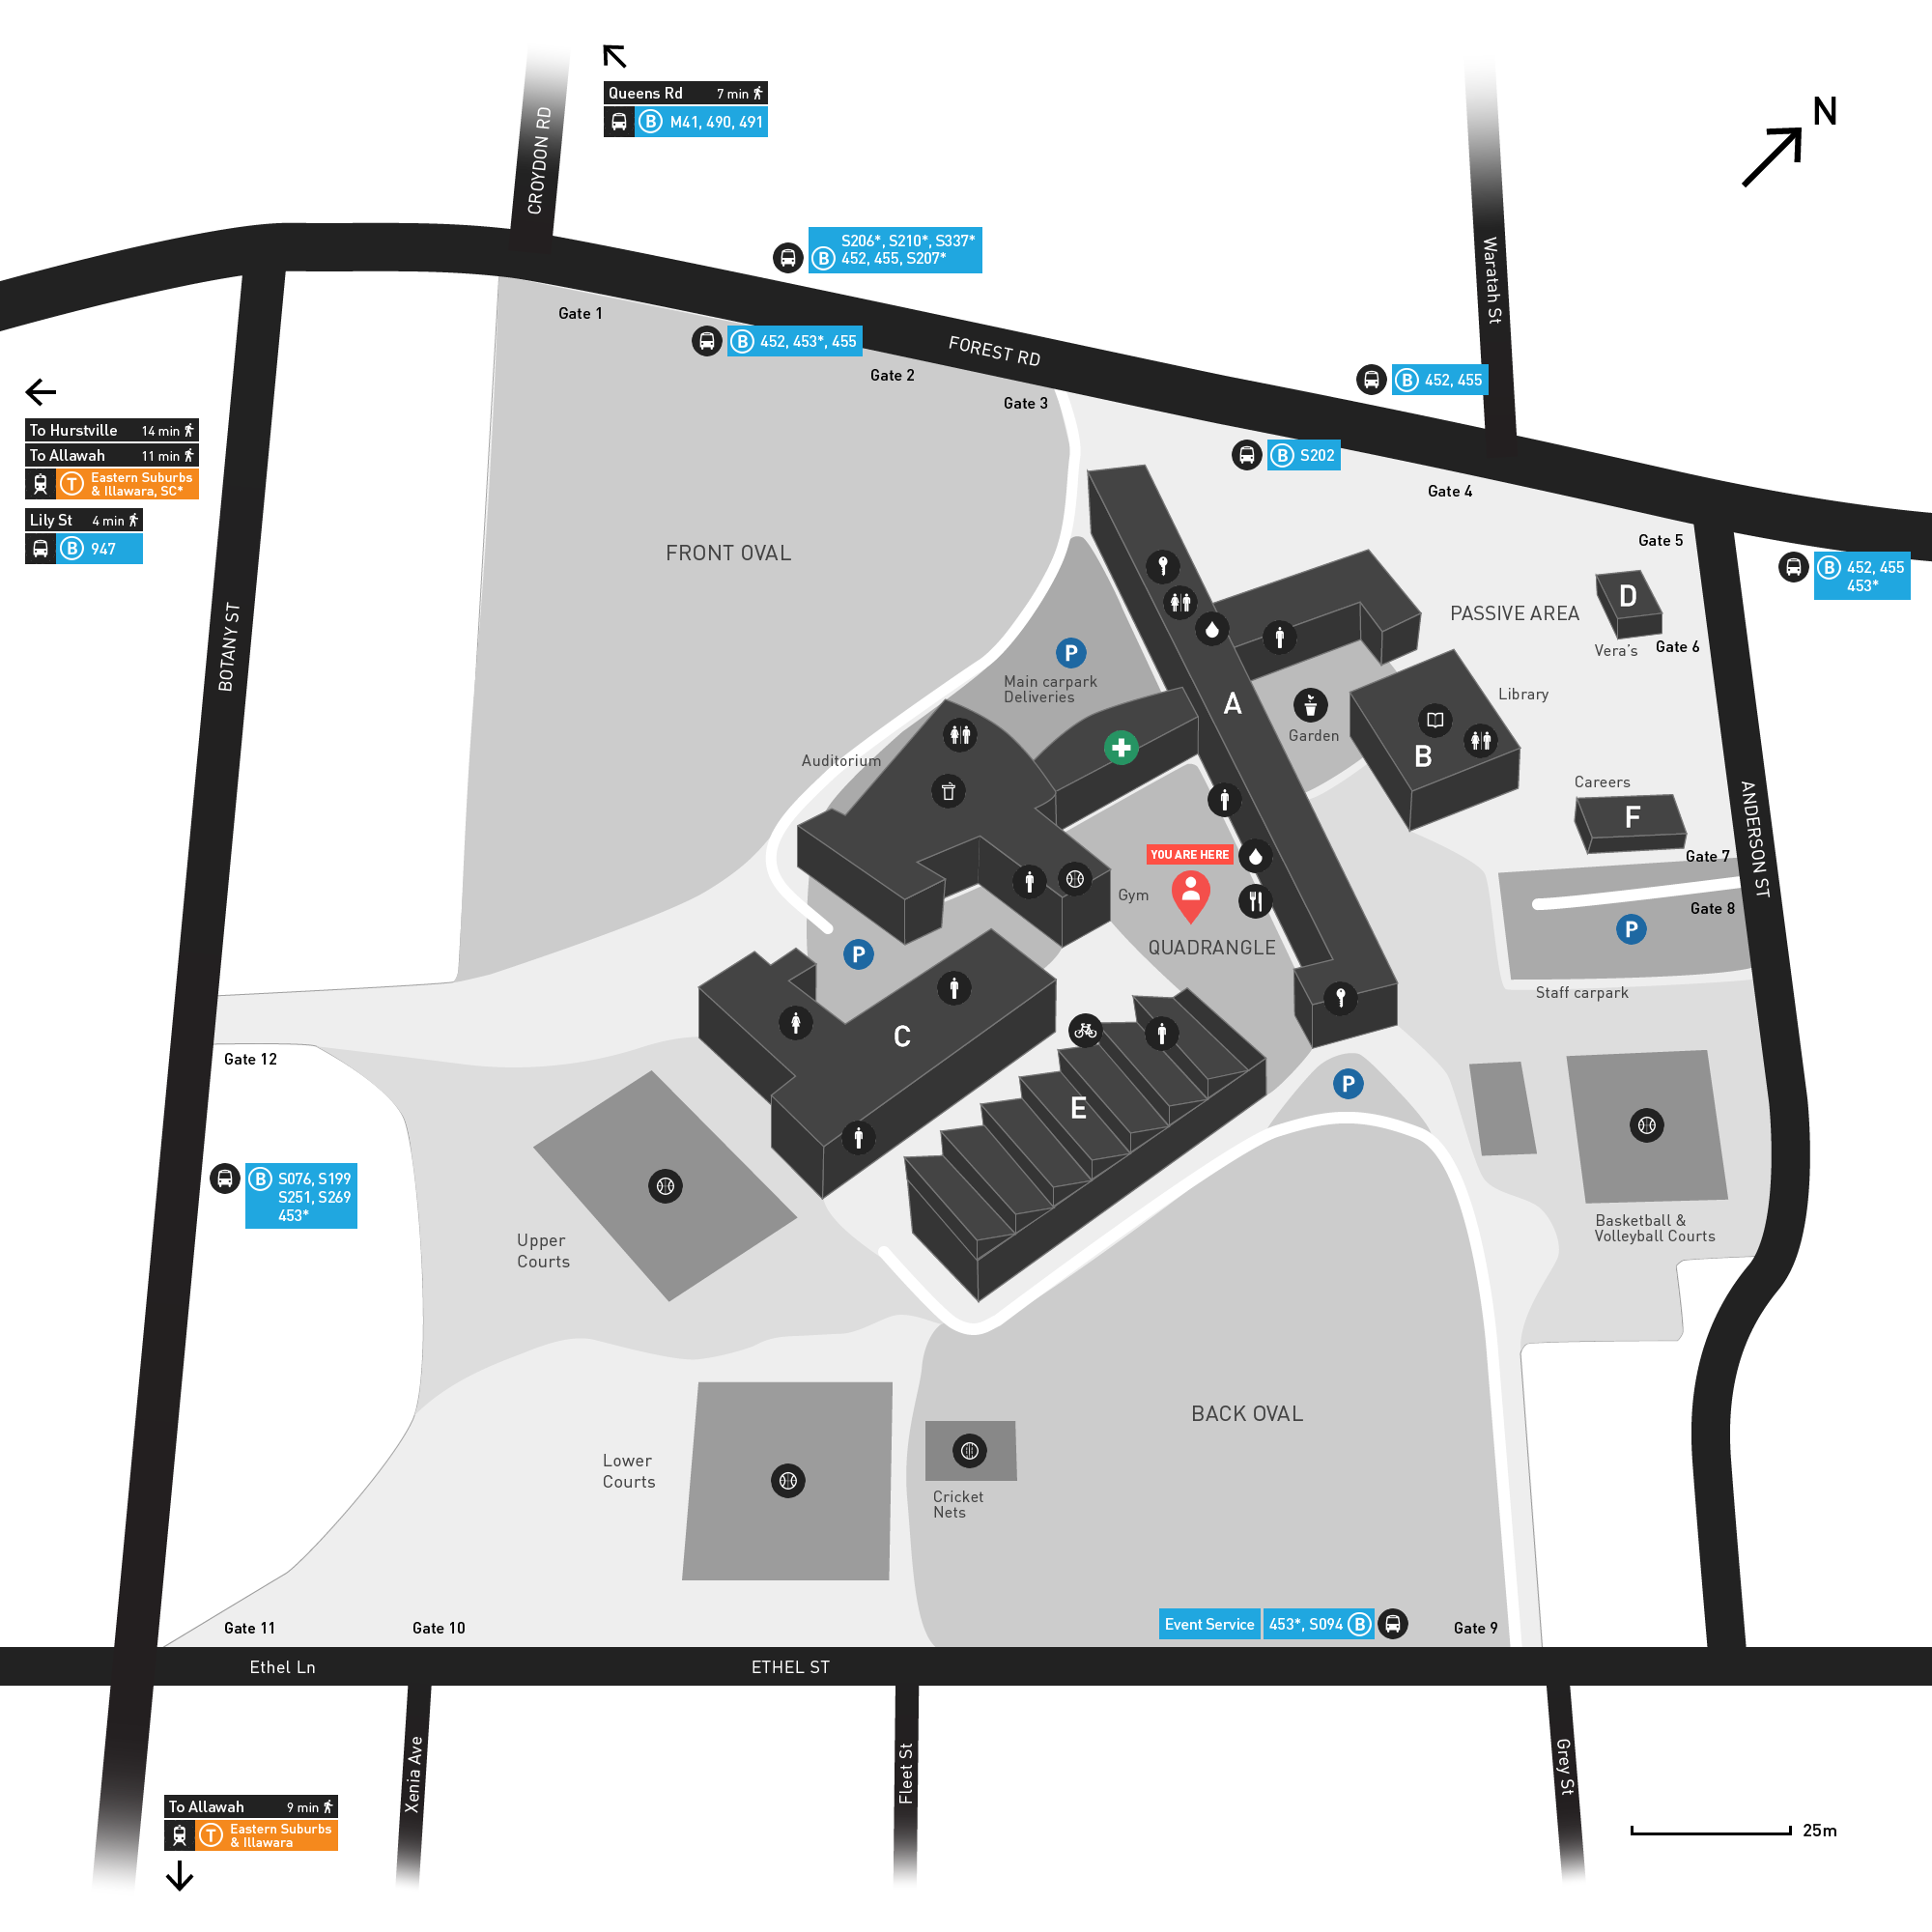 N
CROYDON RD
Queens Rd 7 min
B M41, 490, 491
Waratah St
B S206*, S210*, S337*
452, 455, S207*
Gate 1
B 452, 453*, 455
FOREST RD
Gate 2
Gate 3
B 452, 455
B S202
Gate 4
Gate 5
To Hurstville 14 min
To Allawah 11 min
T Eastern Suburbs
& Illawara, SC*
Lily St 4 min
B 947
B 452, 455
453*
FRONT OVAL
BOTANY ST
PASSIVE AREA
D
Vera's
Gate 6
P
Main carpark
Deliveries
A
Library
Garden
B
Auditorium
Careers
F
ANDERSON ST
YOU ARE HERE
Gate 7
Gym
Gate 8
P
QUADRANGLE
P
Staff carpark
C
Gate 12
P
E
B S076, S199
S251, S269
453*
Basketball &
Volleyball Courts
Upper
Courts
BACK OVAL
Lower
Courts
Cricket
Nets
Gate 11
Gate 10
Event Service 453*, S094 B
Gate 9
Ethel Ln
ETHEL ST
Xenia Ave
Fleet St
Grey St
To Allawah 9 min
T Eastern Suburbs
& Illawara
25m